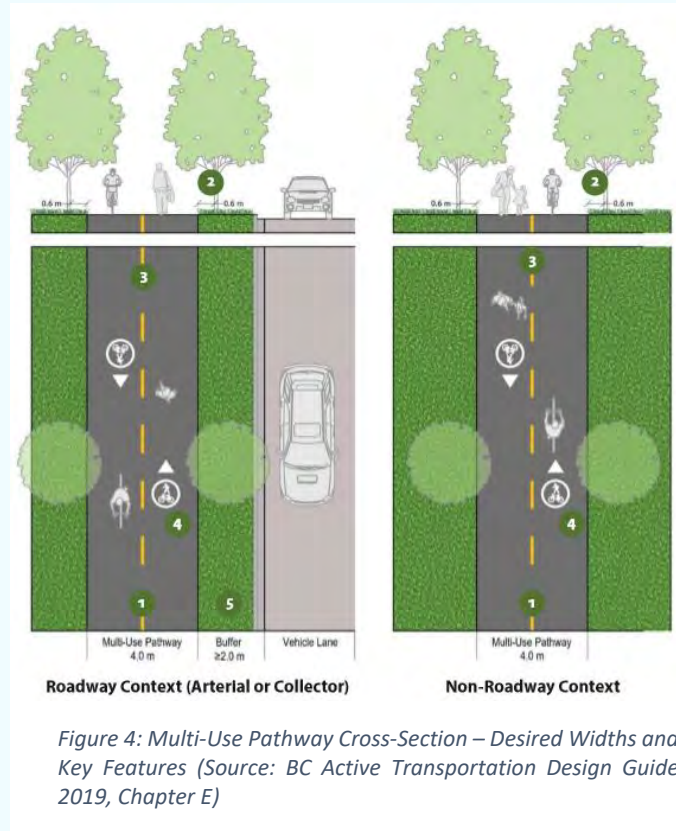 2
0.6 m
0.6 m
2
0.6 m
0.6 m
3
3
4
4
1
5
1
Multi-Use Pathway
4.0 m
Buffer
≥2.0 m
Vehicle Lane
Multi-Use Pathway
4.0 m
Roadway Context (Arterial or Collector)
Non-Roadway Context
Figure 4: Multi-Use Pathway Cross-Section – Desired Widths and
Key Features (Source: BC Active Transportation Design Guide
2019, Chapter E)